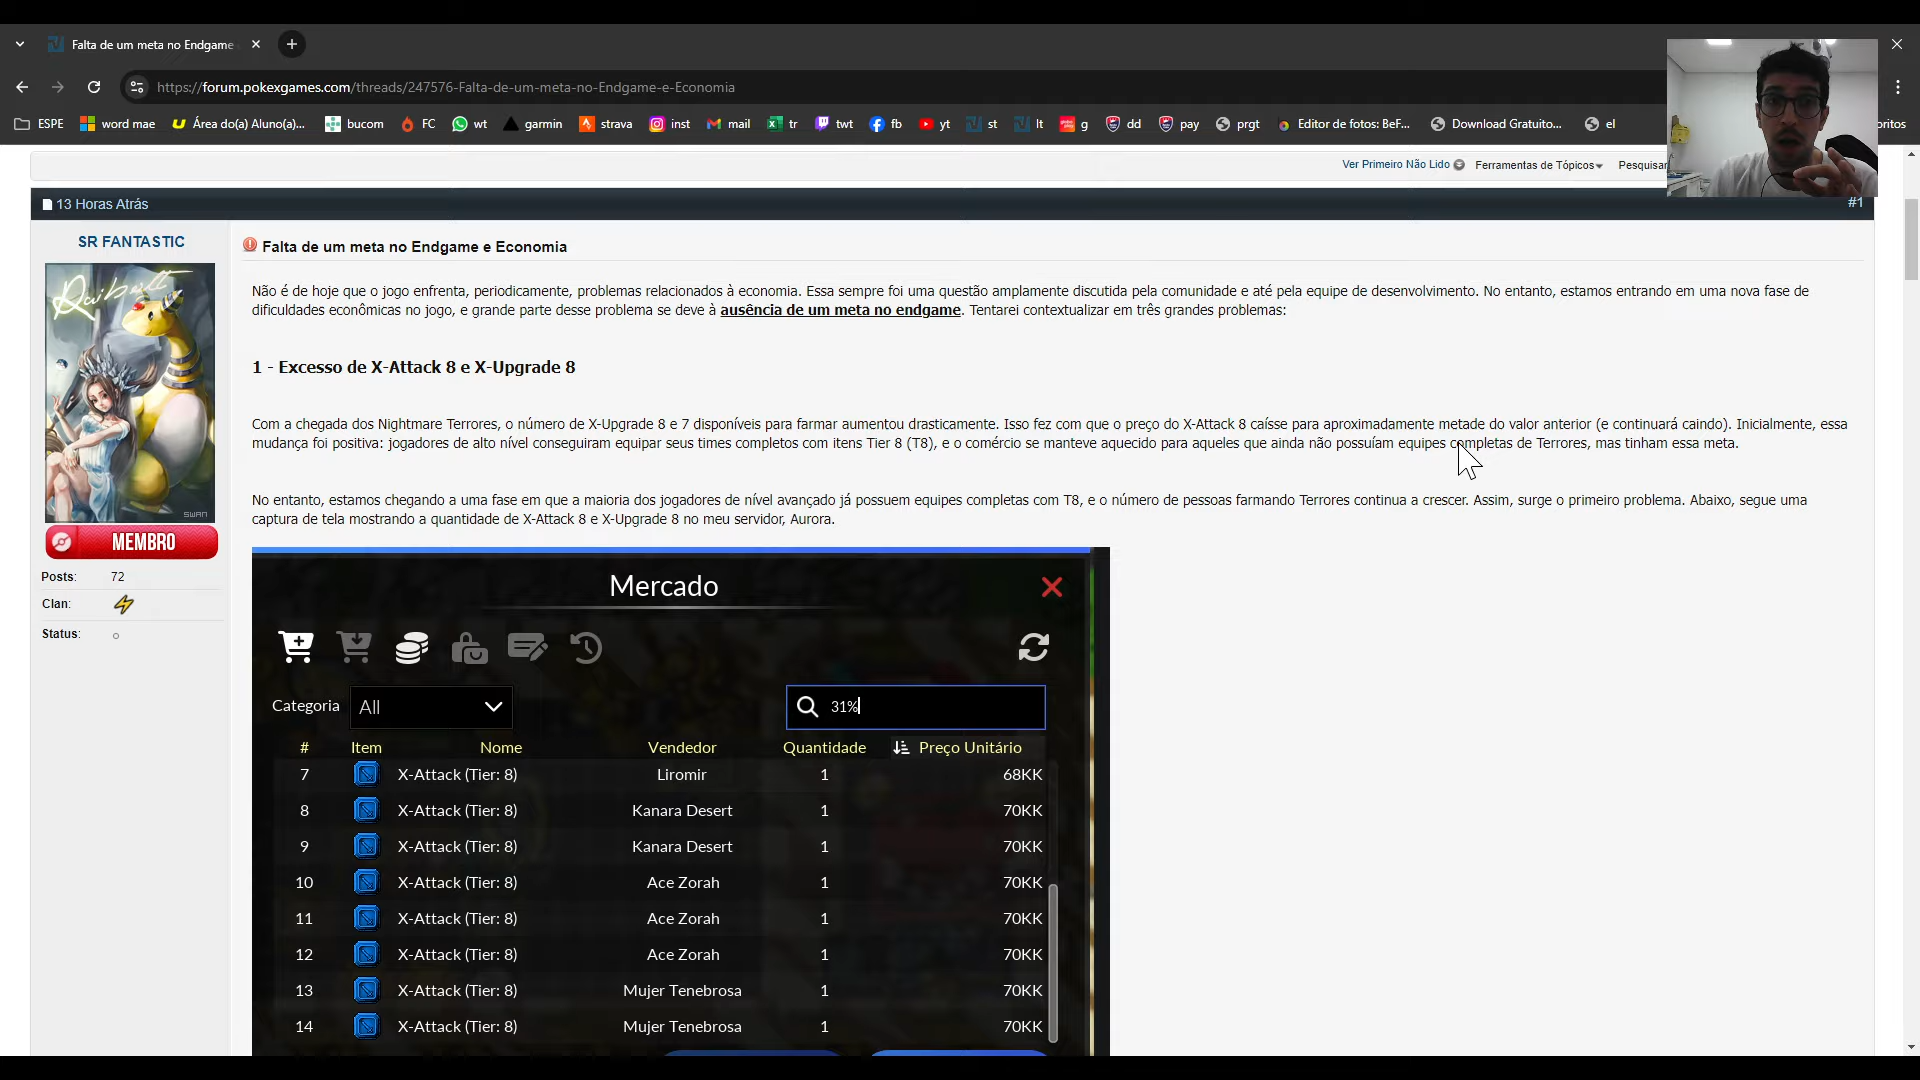 Falta de um meta no Endgame
https://forum.pokexgames.com/threads/247576-Falta-de-um-meta-no-Endgame-e-Economia
ESPE
word mae
Área do(a) Aluno(a)...
bucom
FC
wt
garmin
strava
inst
mail
tr
twt
fb
yt
st
lt
g
dd
pay
prgt
Editor de fotos: BeF...
Download Gratuito...
el
oritos
Ver Primeiro Não Lido
Ferramentas de Tópicos
Pesquisar
13 Horas Atrás
#1
SR FANTASTIC
SWAN
MEMBRO
Posts: 72
Clan:
Status:
Falta de um meta no Endgame e Economia
Não é de hoje que o jogo enfrenta, periodicamente, problemas relacionados à economia. Essa sempre foi uma questão amplamente discutida pela comunidade e até pela equipe de desenvolvimento. No entanto, estamos entrando em uma nova fase de
dificuldades econômicas no jogo, e grande parte desse problema se deve à ausência de um meta no endgame. Tentarei contextualizar em três grandes problemas:
1 - Excesso de X-Attack 8 e X-Upgrade 8
Com a chegada dos Nightmare Terrores, o número de X-Upgrade 8 e 7 disponíveis para farmar aumentou drasticamente. Isso fez com que o preço do X-Attack 8 caísse para aproximadamente metade do valor anterior (e continuará caindo). Inicialmente, essa
mudança foi positiva: jogadores de alto nível conseguiram equipar seus times completos com itens Tier 8 (T8), e o comércio se manteve aquecido para aqueles que ainda não possuíam equipes completas de Terrores, mas tinham essa meta.
No entanto, estamos chegando a uma fase em que a maioria dos jogadores de nível avançado já possuem equipes completas com T8, e o número de pessoas farmando Terrores continua a crescer. Assim, surge o primeiro problema. Abaixo, segue uma
captura de tela mostrando a quantidade de X-Attack 8 e X-Upgrade 8 no meu servidor, Aurora.
Mercado
Categoria All 31%
# Item Nome Vendedor Quantidade Preço Unitário
7 X-Attack (Tier: 8) Liromir 1 68KK
8 X-Attack (Tier: 8) Kanara Desert 1 70KK
9 X-Attack (Tier: 8) Kanara Desert 1 70KK
10 X-Attack (Tier: 8) Ace Zorah 1 70KK
11 X-Attack (Tier: 8) Ace Zorah 1 70KK
12 X-Attack (Tier: 8) Ace Zorah 1 70KK
13 X-Attack (Tier: 8) Mujer Tenebrosa 1 70KK
14 X-Attack (Tier: 8) Mujer Tenebrosa 1 70KK